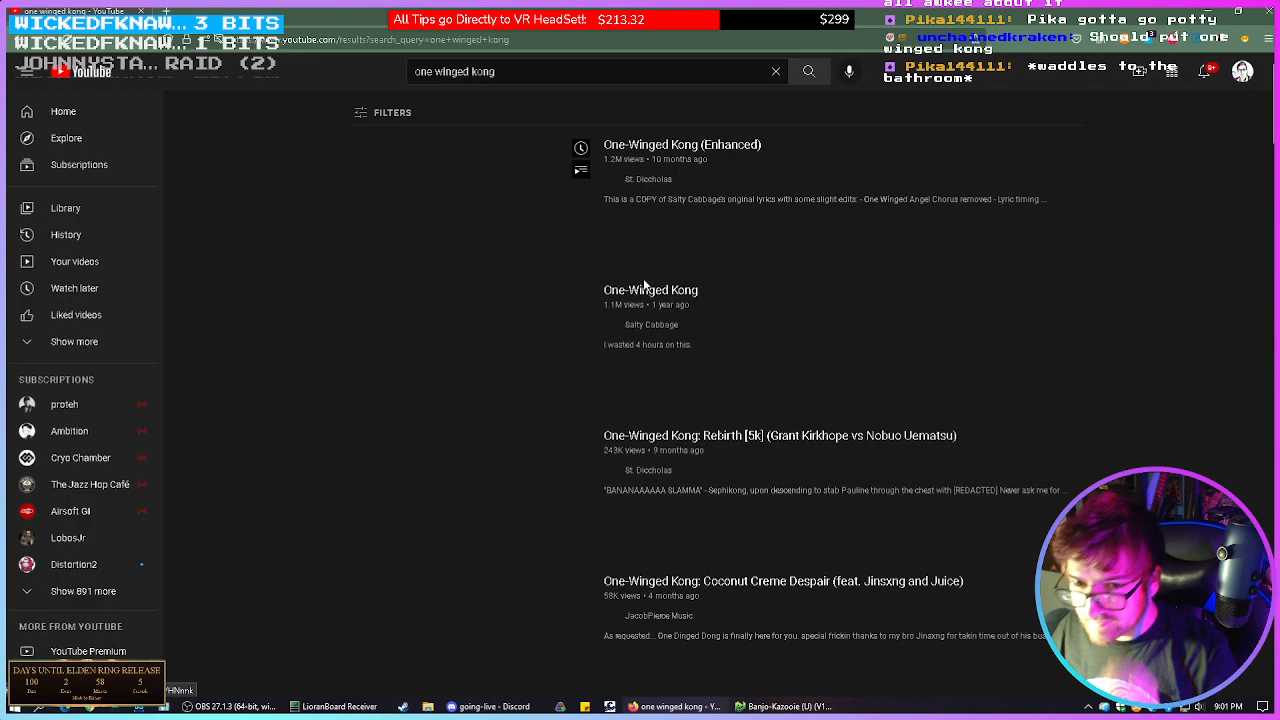 one winged kong - YouTube
WICKEDFKNAW... 3 BITS
WICKEDFKNAW... 1 BITS
JOHNNYSTA... RAID (2)
All Tips go Directly to VR HeadSet! $213.32
$299
Pika144111: Pika gotta go potty
unchainedkraken: Should put one
winged kong
Pika144111: *waddles to the
bathroom*
youtube.com/results?search_query=one+winged+kong
YouTube
one winged kong
9+
Home
Explore
Subscriptions
Library
History
Your videos
Watch later
Liked videos
Show more
SUBSCRIPTIONS
proteh
Ambition
Cryo Chamber
The Jazz Hop Café
Airsoft GI
LobosJr
Distortion2
Show 891 more
MORE FROM YOUTUBE
YouTube Premium
FILTERS
One-Winged Kong (Enhanced)
1.2M views • 10 months ago
St. Diccholas
This is a COPY of Salty Cabbage's original lyrics with some slight edits: - One Winged Angel Chorus removed - Lyric timing ...
One-Winged Kong
1.1M views • 1 year ago
Salty Cabbage
I wasted 4 hours on this.
One-Winged Kong: Rebirth [5k] (Grant Kirkhope vs Nobuo Uematsu)
243K views • 9 months ago
St. Diccholas
"BANANAAAAAA SLAMMA" - Sephikong, upon descending to stab Pauline through the chest with [REDACTED] Never ask me for ...
One-Winged Kong: Coconut Creme Despair (feat. Jinsxng and Juice)
58K views • 4 months ago
JacobPierce Music
As requested... One Dinged Dong is finally here for you. special frickin thanks to my bro Jinsxng for takin time out of his
DAYS UNTIL ELDEN RING RELEASE
100 2 58 5
OBS 27.1.3 (64-bit, wi...
LioranBoard Receiver
going-live - Discord
one winged kong - Y...
Banjo-Kazooie (U) (V1...
9:01 PM